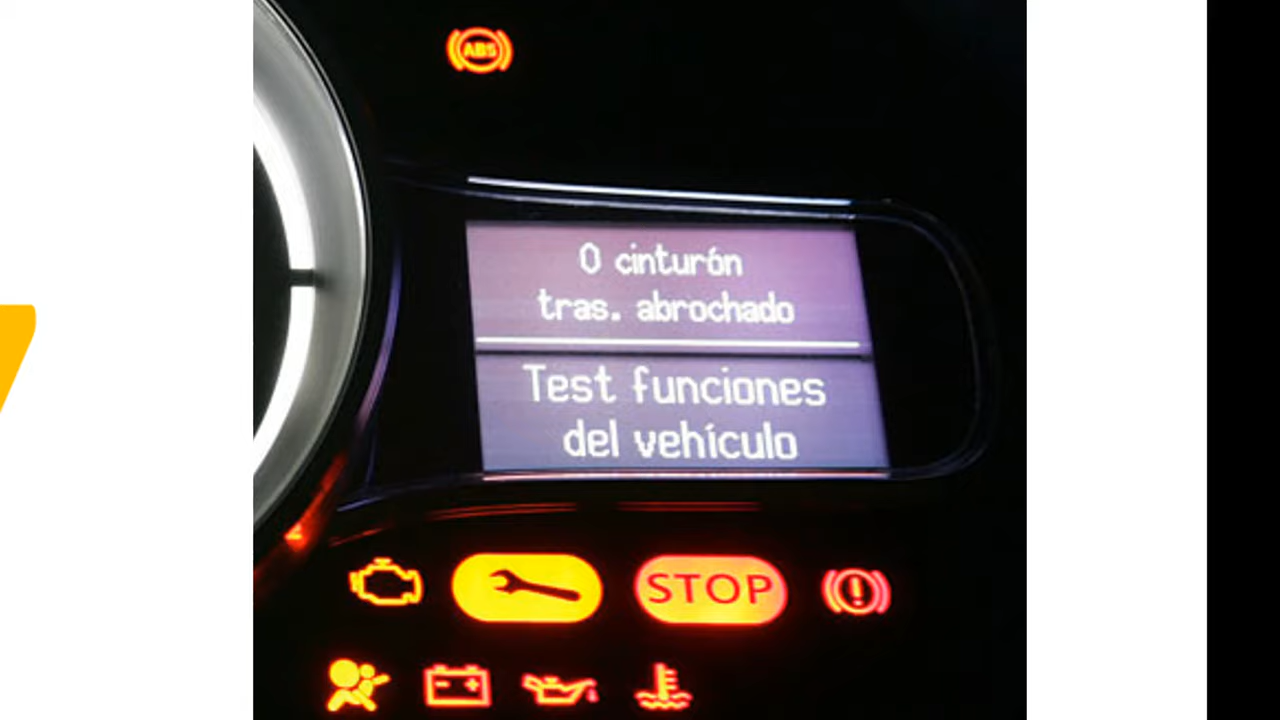 ABS
0 cinturón
tras. abrochado
Test funciones
del vehículo
STOP